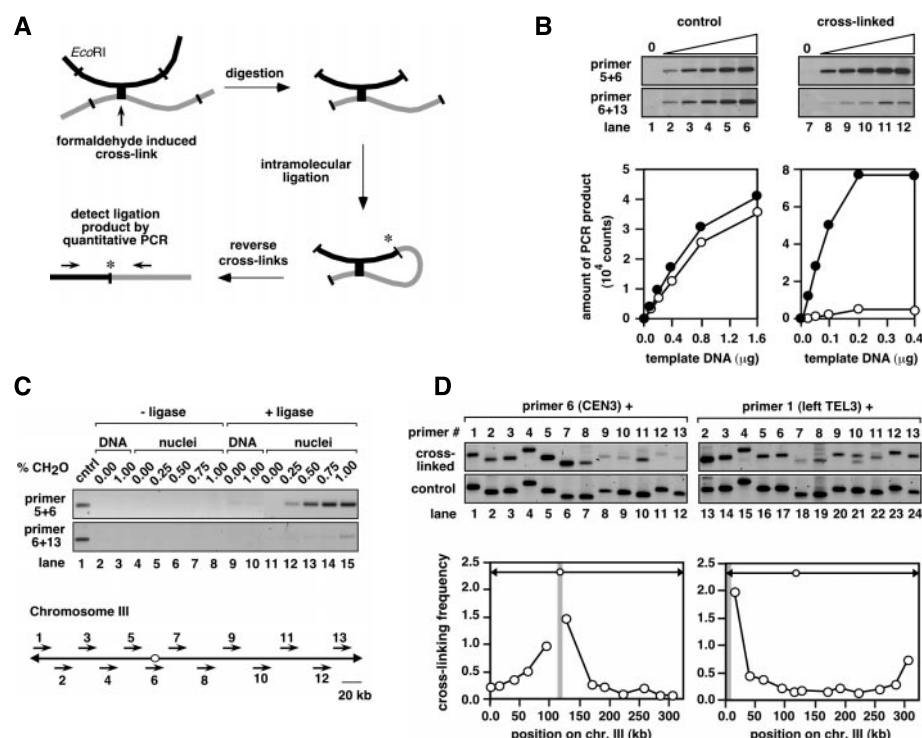 A
EcoRI
digestion
formaldehyde induced
cross-link
intramolecular
ligation
detect ligation
product by
quantitative PCR
*
reverse
cross-links
*
B
control
cross-linked
0
0
primer
5+6
primer
6+13
lane 1 2 3 4 5 6 7 8 9 10 11 12
amount of PCR product
(10⁴ counts)
5
4
3
2
1
0
0.0 0.4 0.8 1.2 1.6
template DNA (µg)
8
6
4
2
0
0.0 0.1 0.2 0.3 0.4
template DNA (µg)
C
- ligase
+ ligase
DNA nuclei DNA nuclei
% CH2O cntrl 0.00 1.00 0.00 0.25 0.50 0.75 1.00 0.00 1.00 0.00 0.25 0.50 0.75 1.00
primer
5+6
primer
6+13
lane 1 2 3 4 5 6 7 8 9 10 11 12 13 14 15
Chromosome III
1 3 5 7 9 11 13
2 4 6 8 10 12
20 kb
D
primer 6 (CEN3) +
primer 1 (left TEL3) +
primer # 1 2 3 4 5 7 8 9 10 11 12 13 2 3 4 5 6 7 8 9 10 11 12 13
cross-
linked
control
lane 1 2 3 4 5 6 7 8 9 10 11 12 13 14 15 16 17 18 19 20 21 22 23 24
cross-linking frequency
2.5
2.0
1.5
1.0
0.5
0.0
0.0 50 100 150 200 250 300
position on chr. III (kb)
2.5
2.0
1.5
1.0
0.5
0.0
0.0 50 100 150 200 250 300
position on chr. III (kb)